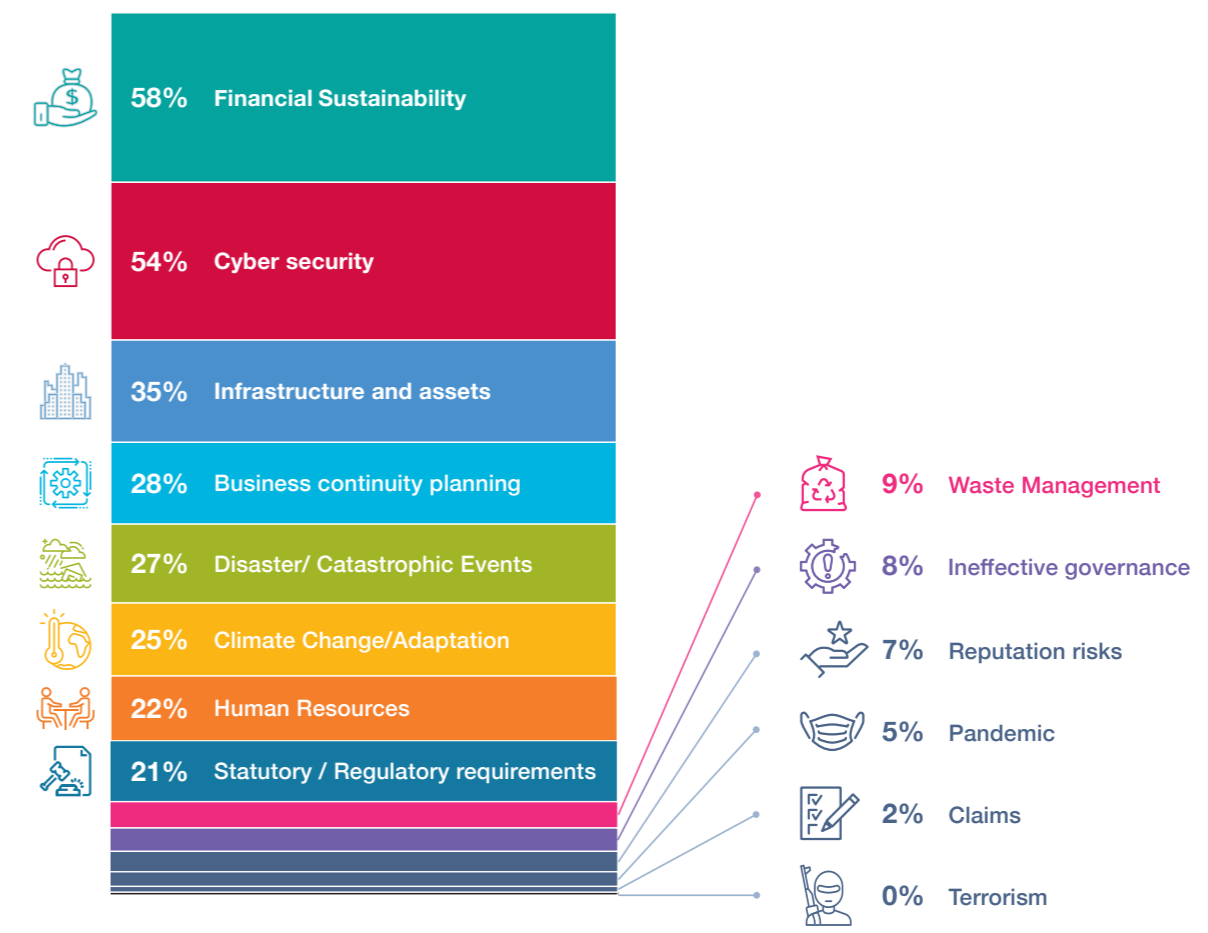 58% Financial Sustainability
54% Cyber security
35% Infrastructure and assets
28% Business continuity planning
27% Disaster/ Catastrophic Events
25% Climate Change/Adaptation
22% Human Resources
21% Statutory / Regulatory requirements
9% Waste Management
8% Ineffective governance
7% Reputation risks
5% Pandemic
2% Claims
0% Terrorism